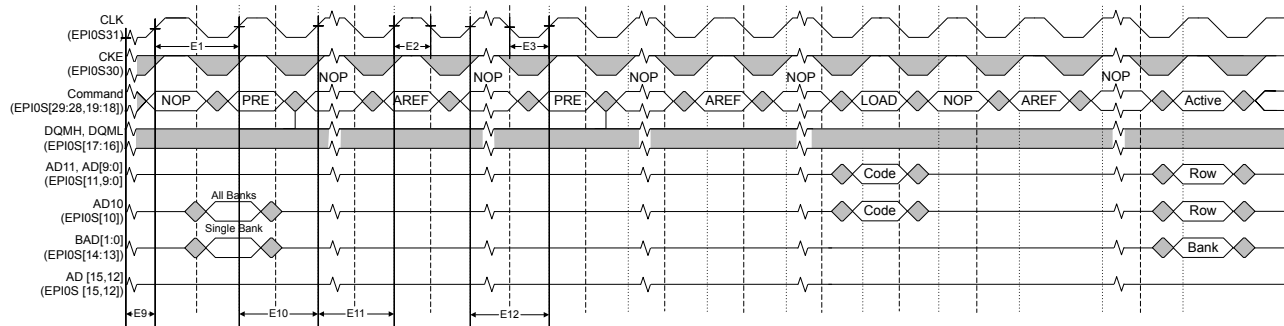 CLK
(EPI0S31)
E1
E2
E3
CKE
(EPI0S30)
NOP
NOP
NOP
NOP
NOP
Command
(EPI0S[29:28,19:18])
NOP
PRE
AREF
PRE
AREF
LOAD
NOP
AREF
Active
DQMH, DQML
(EPI0S[17:16])
AD11, AD[9:0]
(EPI0S[11,9:0]
Code
Row
All Banks
AD10
(EPI0S[10])
Code
Row
Single Bank
BAD[1:0]
(EPI0S[14:13])
Bank
AD [15,12]
(EPI0S [15,12])
E9
E10
E11
E12